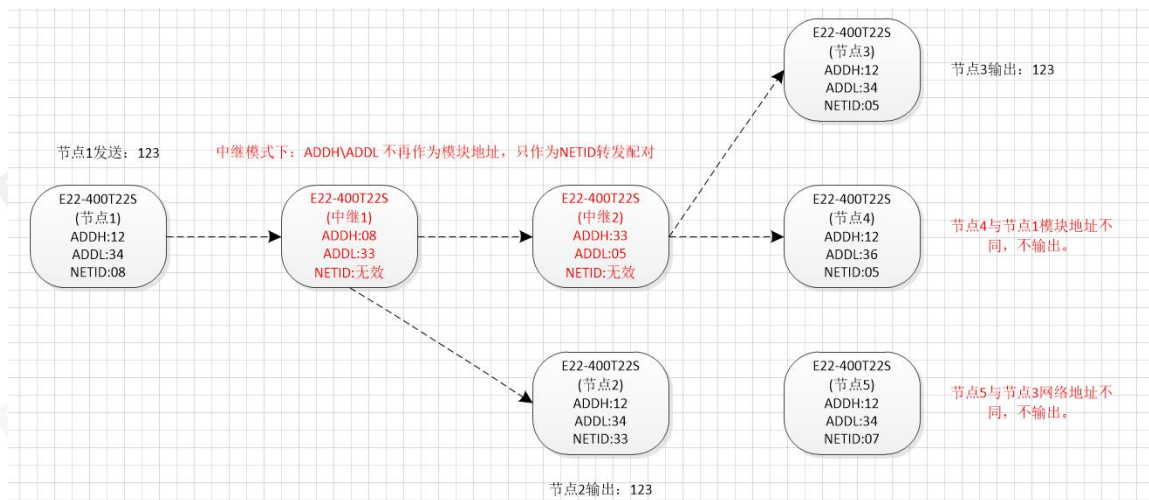 E22-400T22S
(节点3)
ADDH:12
ADDL:34
NETID:05
节点3输出：123
节点1发送：123
中继模式下：ADDH\ADDL 不再作为模块地址，只作为NETID转发配对
E22-400T22S
(节点1)
ADDH:12
ADDL:34
NETID:08
E22-400T22S
(中继1)
ADDH:08
ADDL:33
NETID:无效
E22-400T22S
(中继2)
ADDH:33
ADDL:05
NETID:无效
E22-400T22S
(节点4)
ADDH:12
ADDL:36
NETID:05
节点4与节点1模块地址不
同，不输出。
E22-400T22S
(节点2)
ADDH:12
ADDL:34
NETID:33
E22-400T22S
(节点5)
ADDH:12
ADDL:34
NETID:07
节点5与节点3网络地址不
同，不输出。
节点2输出：123